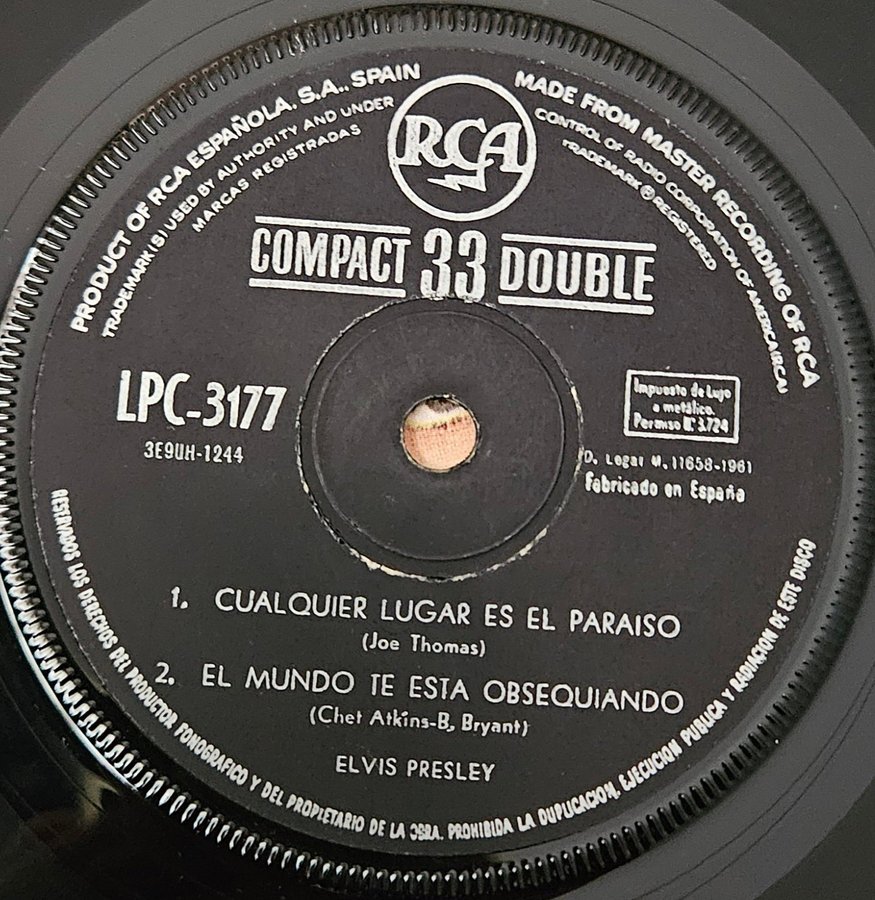 PRODUCT OF RCA ESPAÑOLA, S.A., SPAIN
TRADEMARK(S) USED BY AUTHORITY AND UNDER
MARCAS REGISTRADAS
RCA
MADE FROM MASTER RECORDING OF RCA
CONTROL OF RADIO CORPORATION OF AMERICA (RCA)
TRADEMARK ® REGISTERED
COMPACT 33 DOUBLE
LPC-3177
3E9UH-1244
Impuesto de Lujo
a metálico.
Permiso N.º 3.724
D. Legar M. 11658-1961
Fabricado en España
1. CUALQUIER LUGAR ES EL PARAISO
(Joe Thomas)
2. EL MUNDO TE ESTA OBSEQUIANDO
(Chet Atkins-B, Bryant)
ELVIS PRESLEY
RESERVADOS LOS DERECHOS DEL PRODUCTOR FONOGRAFICO Y DEL PROPIETARIO DE LA OBRA. PROHIBIDA LA DUPLICACION, EJECUCION PUBLICA Y RADIACION DE ESTE DISCO